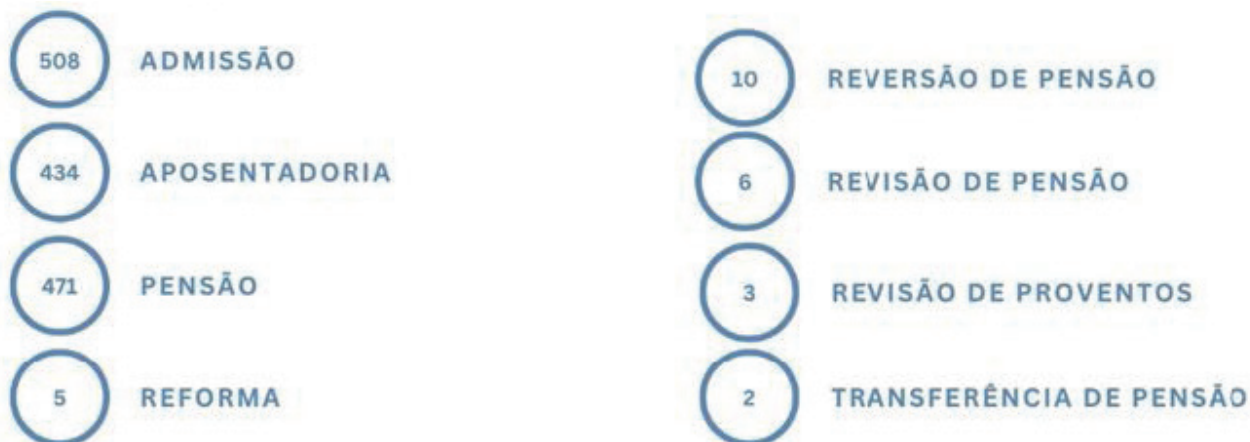 508 ADMISSÃO
434 APOSENTADORIA
471 PENSÃO
5 REFORMA
10 REVERSÃO DE PENSÃO
6 REVISÃO DE PENSÃO
3 REVISÃO DE PROVENTOS
2 TRANSFERÊNCIA DE PENSÃO